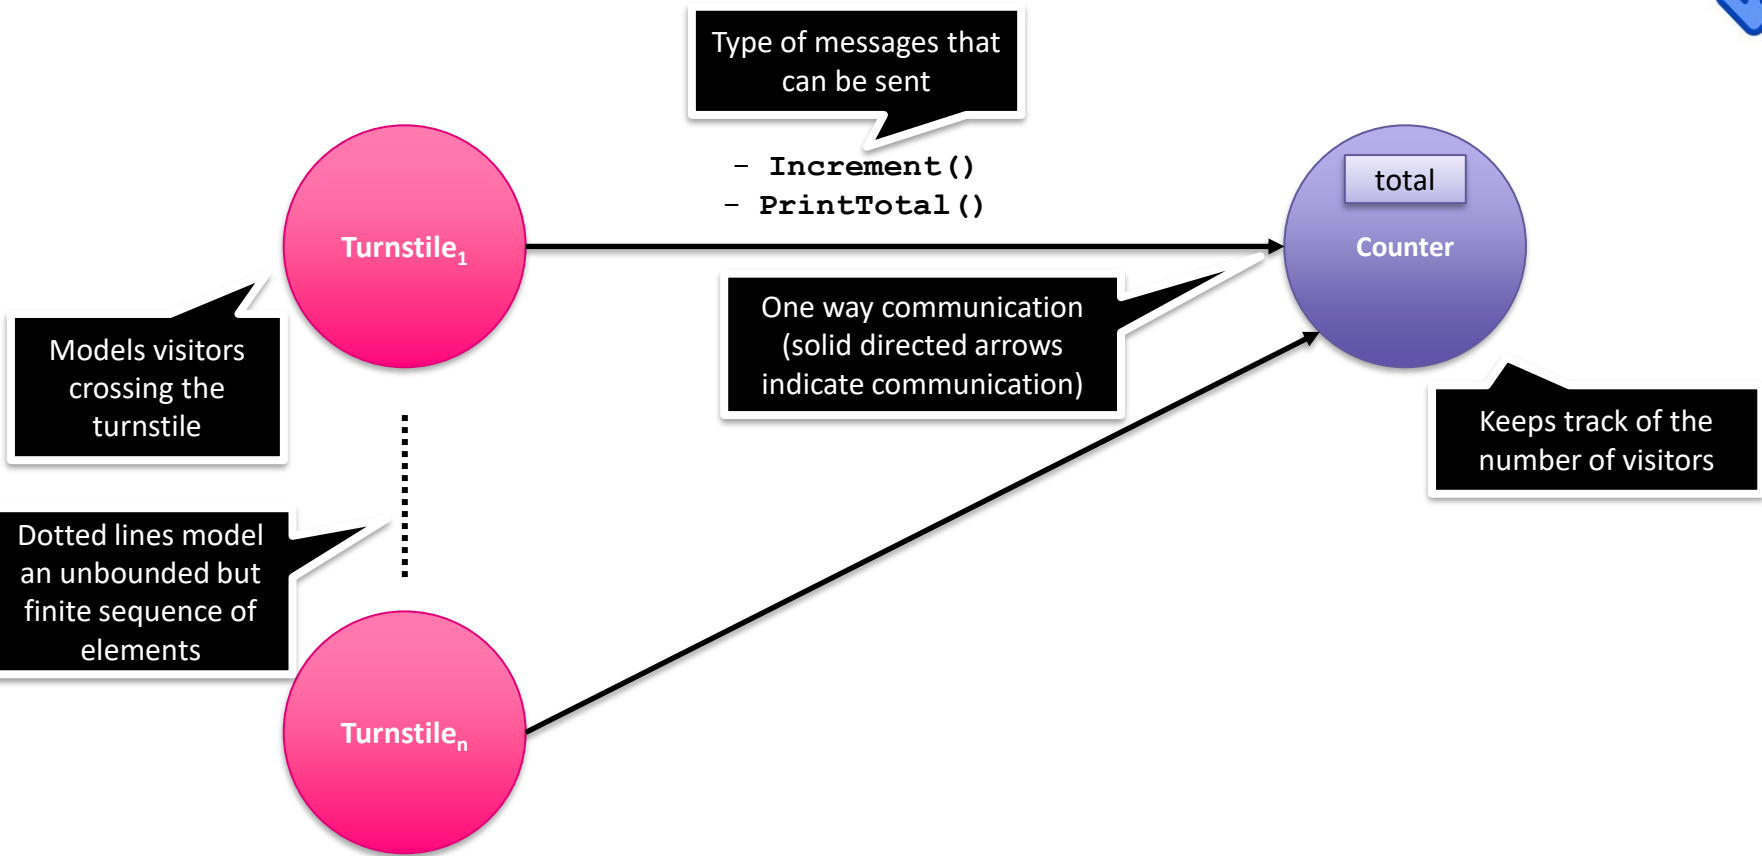 Type of messages that
can be sent
- Increment()
- PrintTotal()
total
Turnstile₁
Counter
One way communication
(solid directed arrows
indicate communication)
Models visitors
crossing the
turnstile
Keeps track of the
number of visitors
Dotted lines model
an unbounded but
finite sequence of
elements
Turnstileₙ